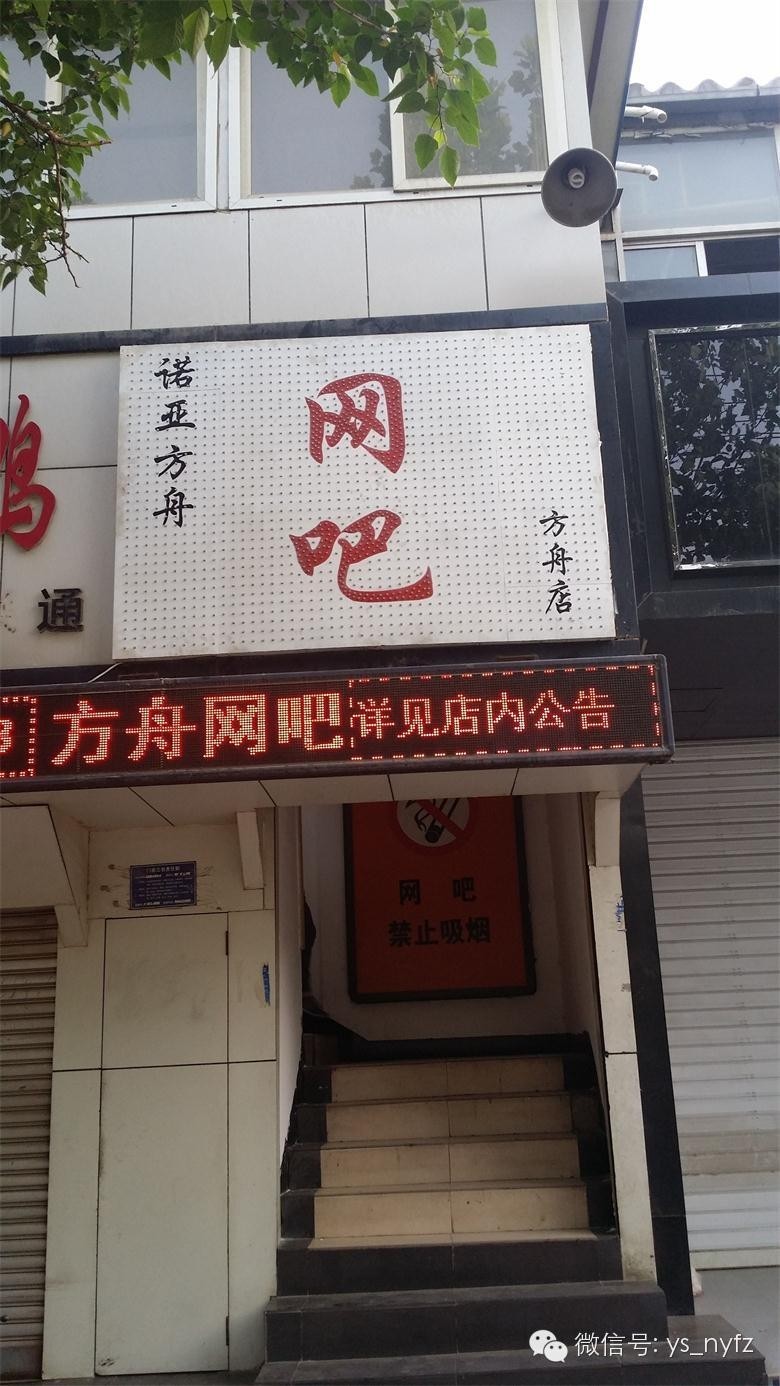 诺亚方舟
网吧
方舟店
鸭
通
方舟网吧 详见店内公告
网吧
禁止吸烟
微信号: ys_nyfz